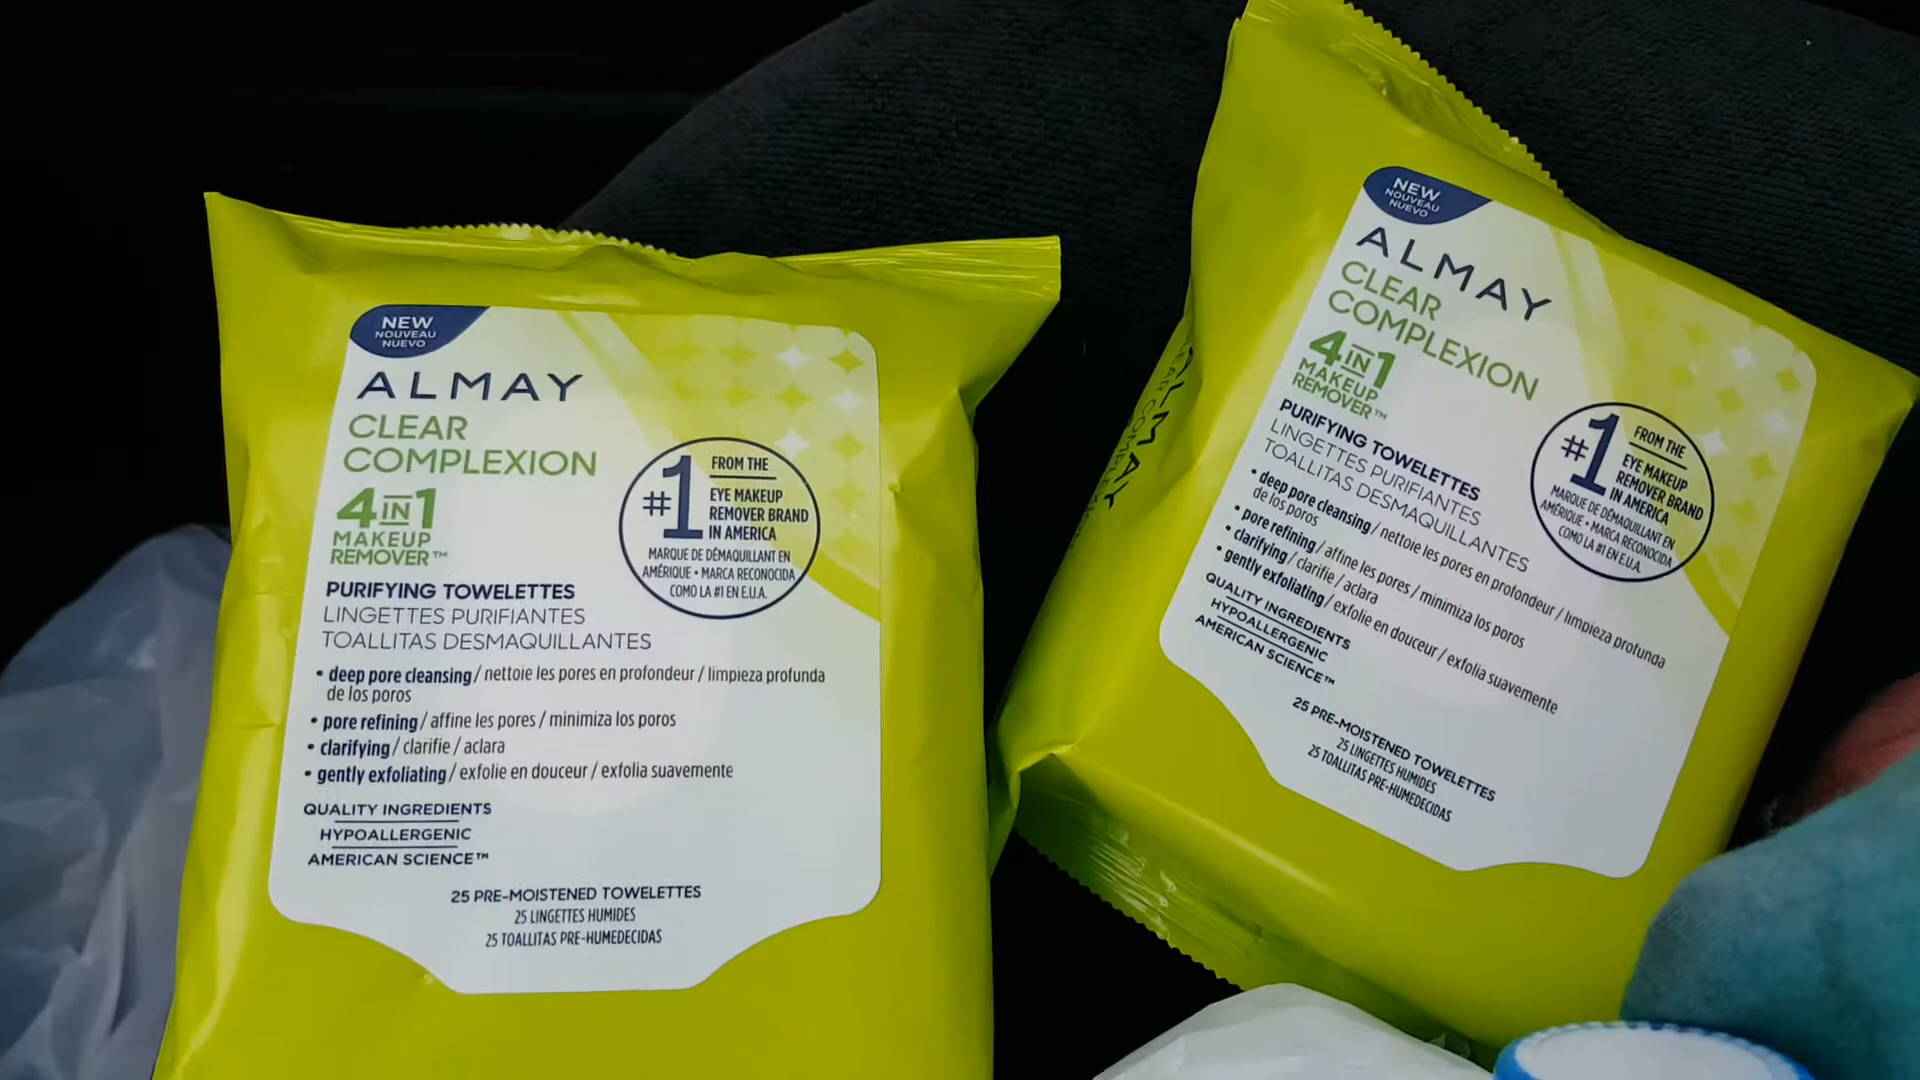 NEW
NOUVEAU
NUEVO
ALMAY
CLEAR
COMPLEXION
4 IN 1
MAKEUP
REMOVER™
PURIFYING TOWELETTES
LINGETTES PURIFIANTES
TOALLITAS DESMAQUILLANTES
#1 FROM THE
EYE MAKEUP
REMOVER BRAND
IN AMERICA
MARQUE DE DÉMAQUILLANT EN
AMÉRIQUE • MARCA RECONOCIDA
COMO LA #1 EN E.U.A.
• deep pore cleansing / nettoie les pores en profondeur / limpieza profunda
de los poros
• pore refining / affine les pores / minimiza los poros
• clarifying / clarifie / aclara
• gently exfoliating / exfolie en douceur / exfolia suavemente
QUALITY INGREDIENTS
HYPOALLERGENIC
AMERICAN SCIENCE™
25 PRE-MOISTENED TOWELETTES
25 LINGETTES HUMIDES
25 TOALLITAS PRE-HUMEDECIDAS
NEW
NOUVEAU
NUEVO
ALMAY
CLEAR
COMPLEXION
4 IN 1
MAKEUP
REMOVER™
PURIFYING TOWELETTES
LINGETTES PURIFIANTES
TOALLITAS DESMAQUILLANTES
#1 FROM THE
EYE MAKEUP
REMOVER BRAND
IN AMERICA
MARQUE DE DÉMAQUILLANT EN
AMÉRIQUE • MARCA RECONOCIDA
COMO LA #1 EN E.U.A.
• deep pore cleansing / nettoie les pores en profondeur / limpieza profunda
de los poros
• pore refining / affine les pores / minimiza los poros
• clarifying / clarifie / aclara
• gently exfoliating / exfolie en douceur / exfolia suavemente
QUALITY INGREDIENTS
HYPOALLERGENIC
AMERICAN SCIENCE™
25 PRE-MOISTENED TOWELETTES
25 LINGETTES HUMIDES
25 TOALLITAS PRE-HUMEDECIDAS
ALMAY